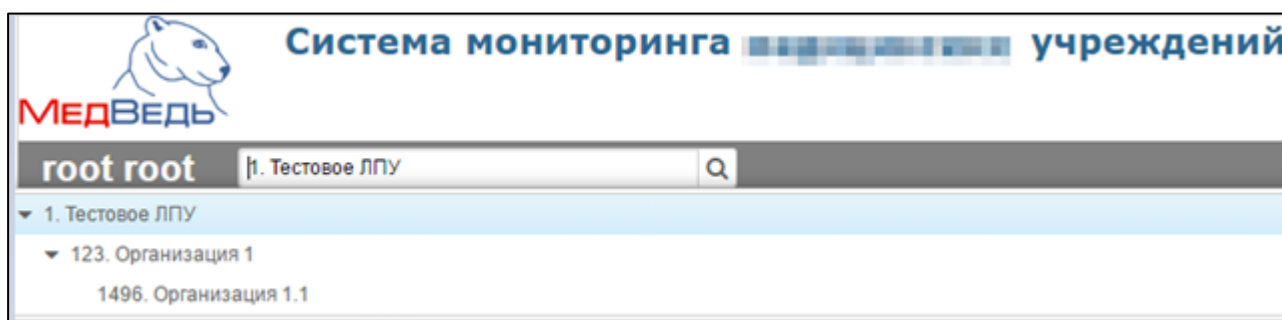 Система мониторинга учреждений
МедВедь
root root 1. Тестовое ЛПУ
1. Тестовое ЛПУ
123. Организация 1
1496. Организация 1.1